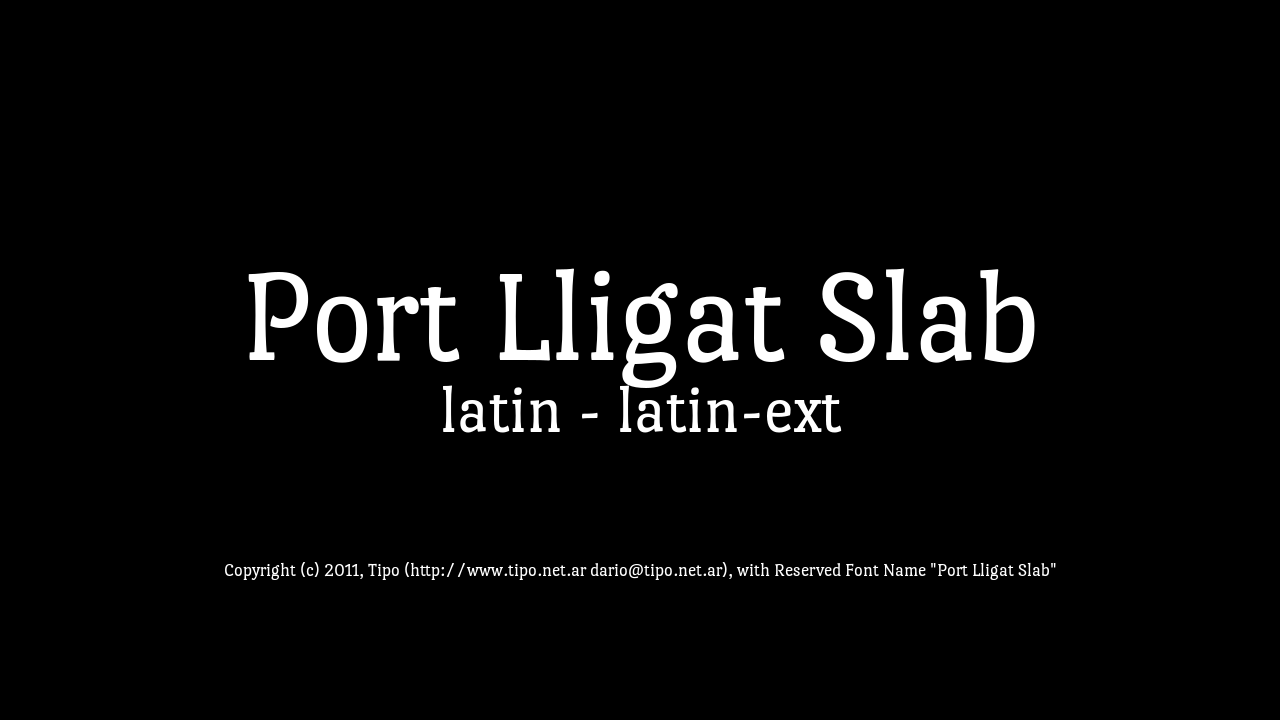 Port Lligat Slab
latin - latin-ext
Copyright (c) 2011, Tipo (http://www.tipo.net.ar dario@tipo.net.ar), with Reserved Font Name "Port Lligat Slab"